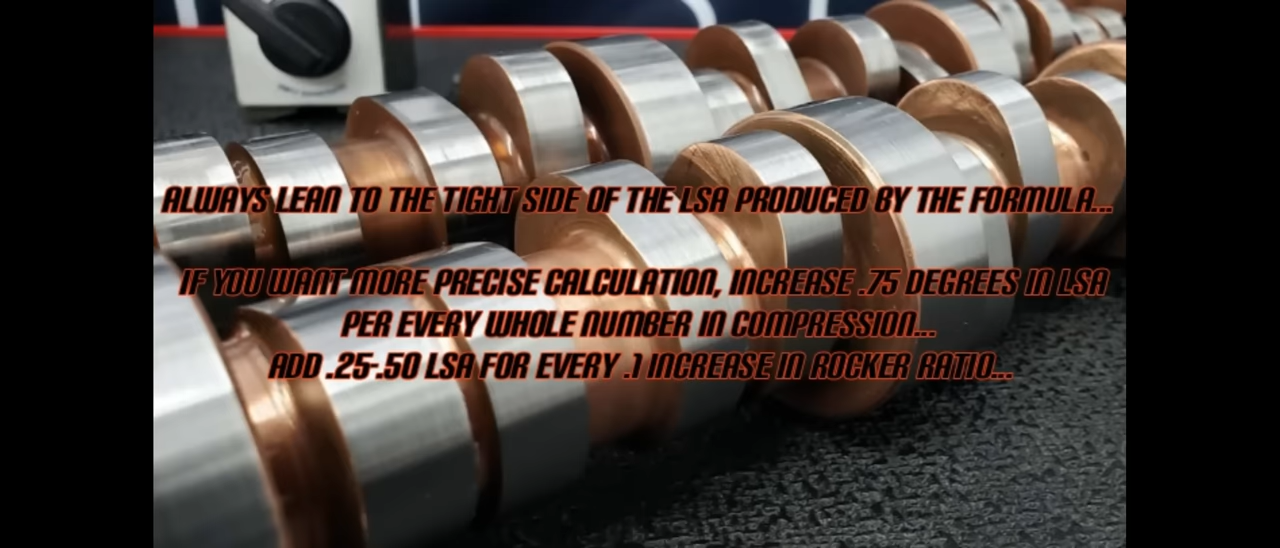 ALWAYS LEAN TO THE TIGHT SIDE OF THE LSA PRODUCED BY THE FORMULA...
IF YOU WANT MORE PRECISE CALCULATION, INCREASE .75 DEGREES IN LSA
PER EVERY WHOLE NUMBER IN COMPRESSION...
ADD .25-.50 LSA FOR EVERY .1 INCREASE IN ROCKER RATIO...